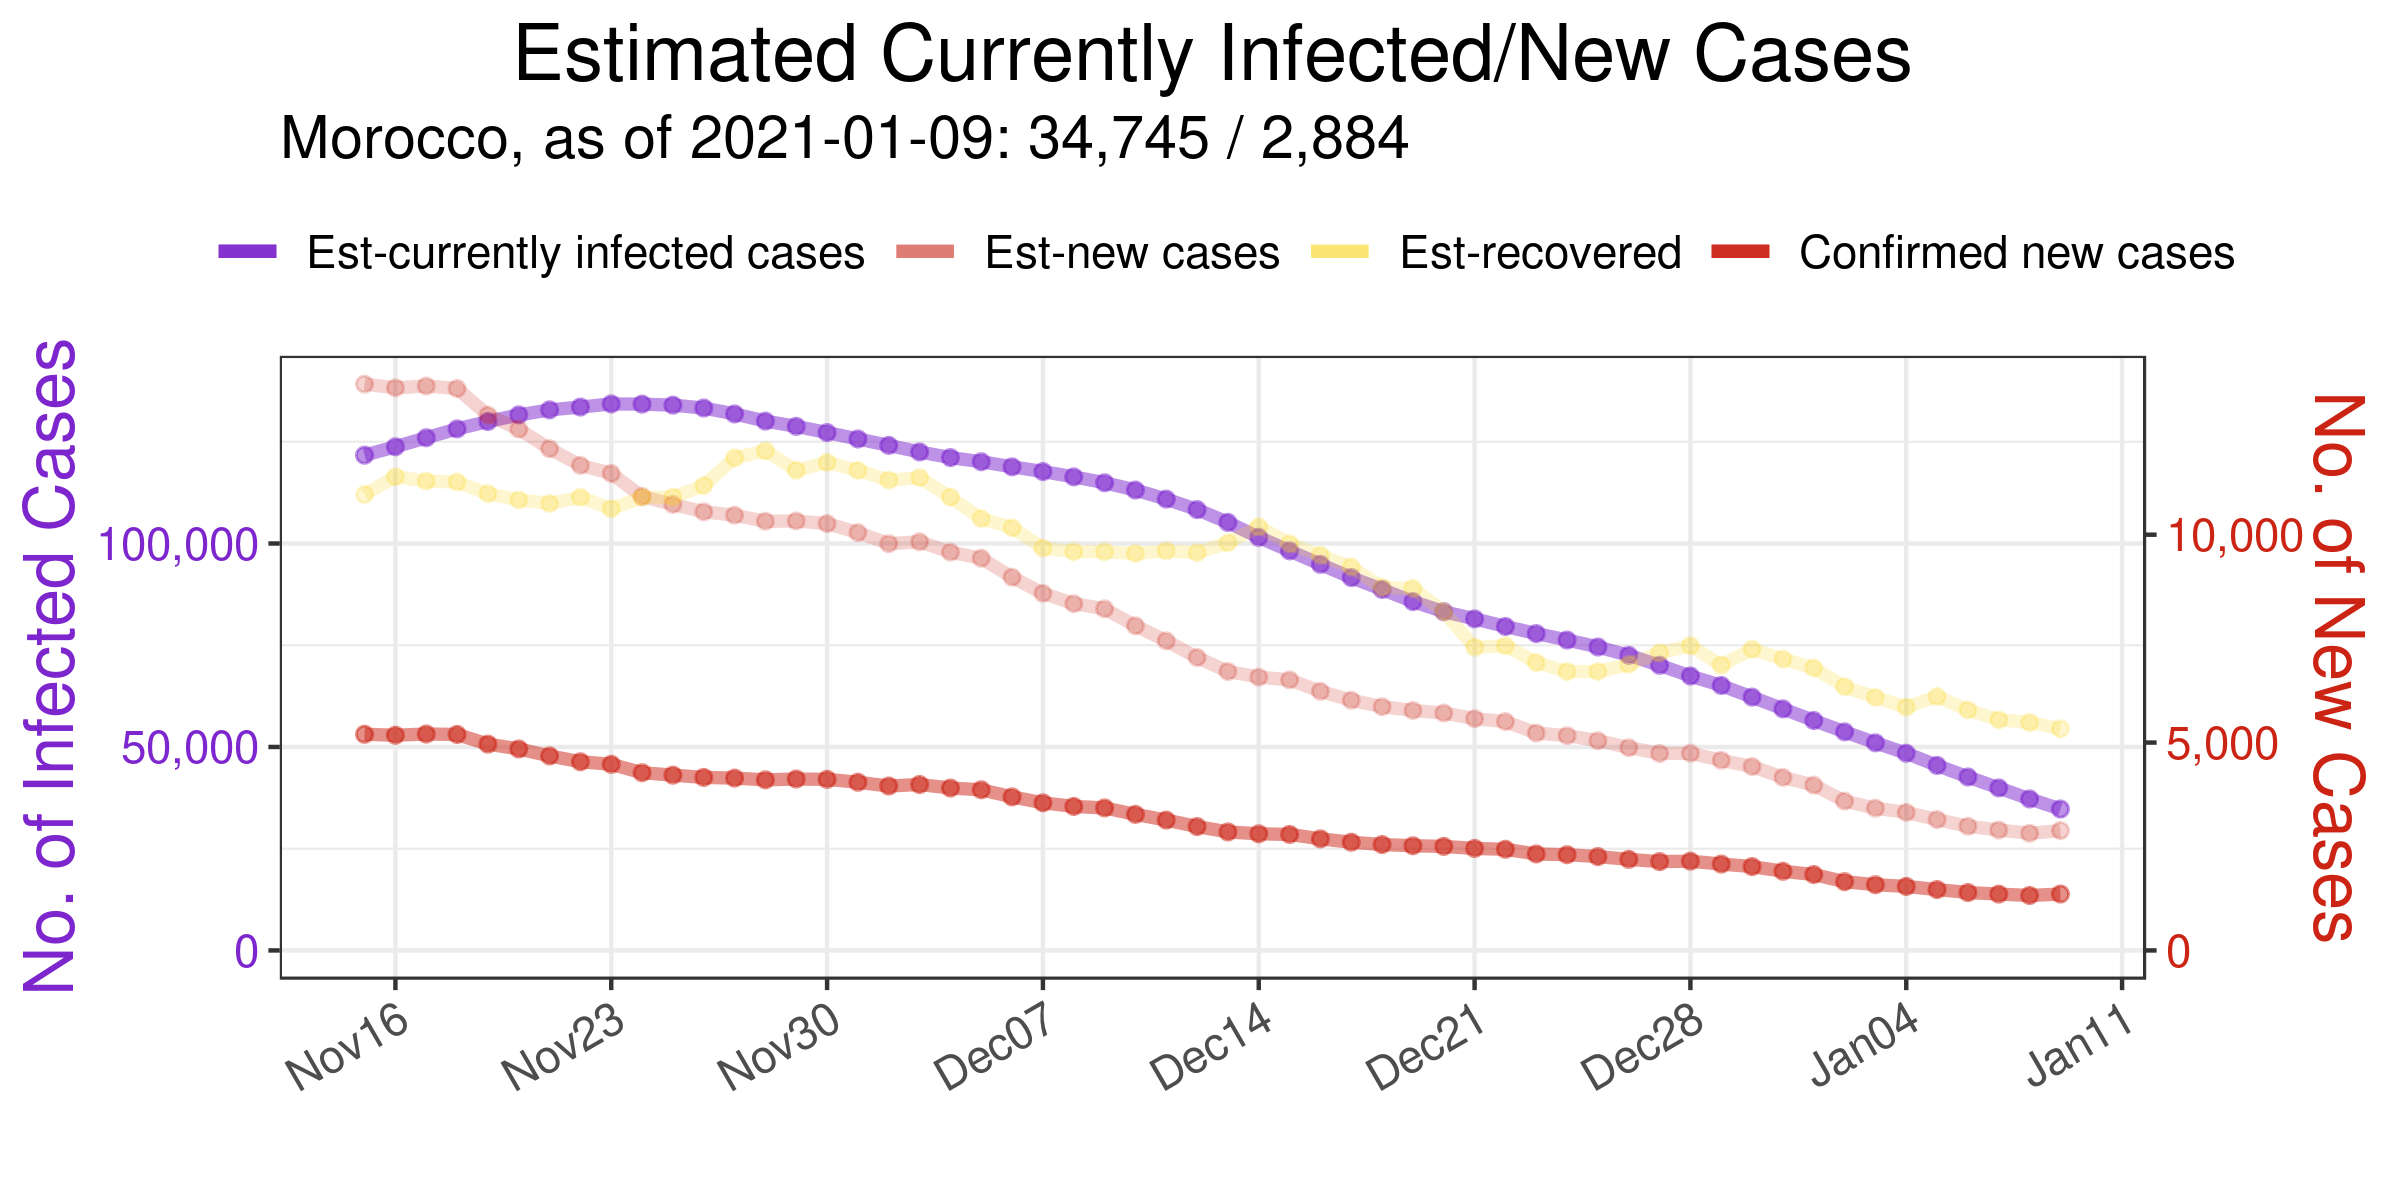 Estimated Currently Infected/New Cases
Morocco, as of 2021-01-09: 34,745 / 2,884
Est-currently infected cases Est-new cases Est-recovered Confirmed new cases
No. of Infected Cases
100,000
50,000
0
No. of New Cases
10,000
5,000
0
Nov16 Nov23 Nov30 Dec07 Dec14 Dec21 Dec28 Jan04 Jan11